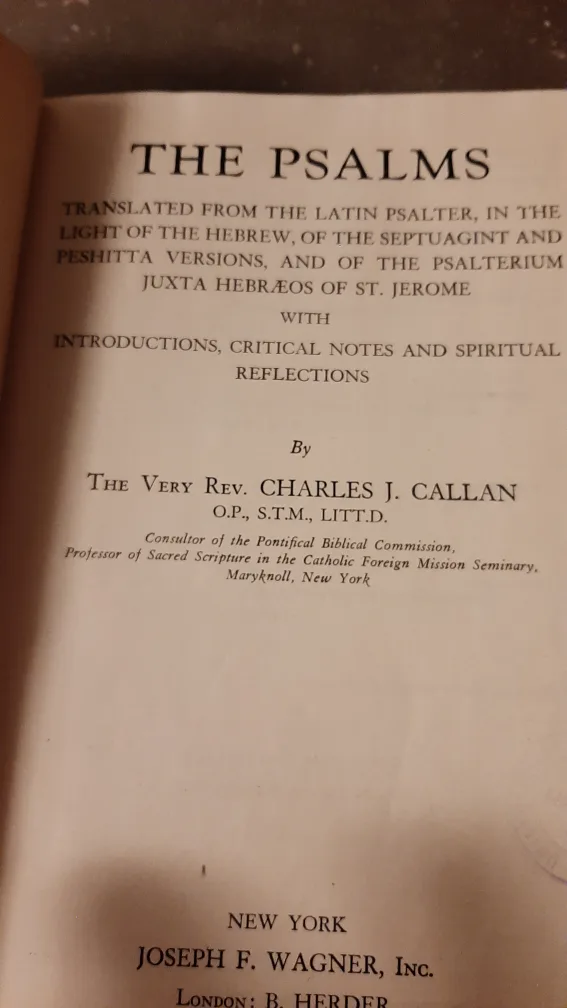 THE PSALMS
TRANSLATED FROM THE LATIN PSALTER, IN THE
LIGHT OF THE HEBREW, OF THE SEPTUAGINT AND
PESHITTA VERSIONS, AND OF THE PSALTERIUM
JUXTA HEBRÆOS OF ST. JEROME
WITH
INTRODUCTIONS, CRITICAL NOTES AND SPIRITUAL
REFLECTIONS
By
THE VERY REV. CHARLES J. CALLAN
O.P., S.T.M., LITT.D.
Consultor of the Pontifical Biblical Commission,
Professor of Sacred Scripture in the Catholic Foreign Mission Seminary,
Maryknoll, New York
NEW YORK
JOSEPH F. WAGNER, INC.
LONDON: B. HERDER